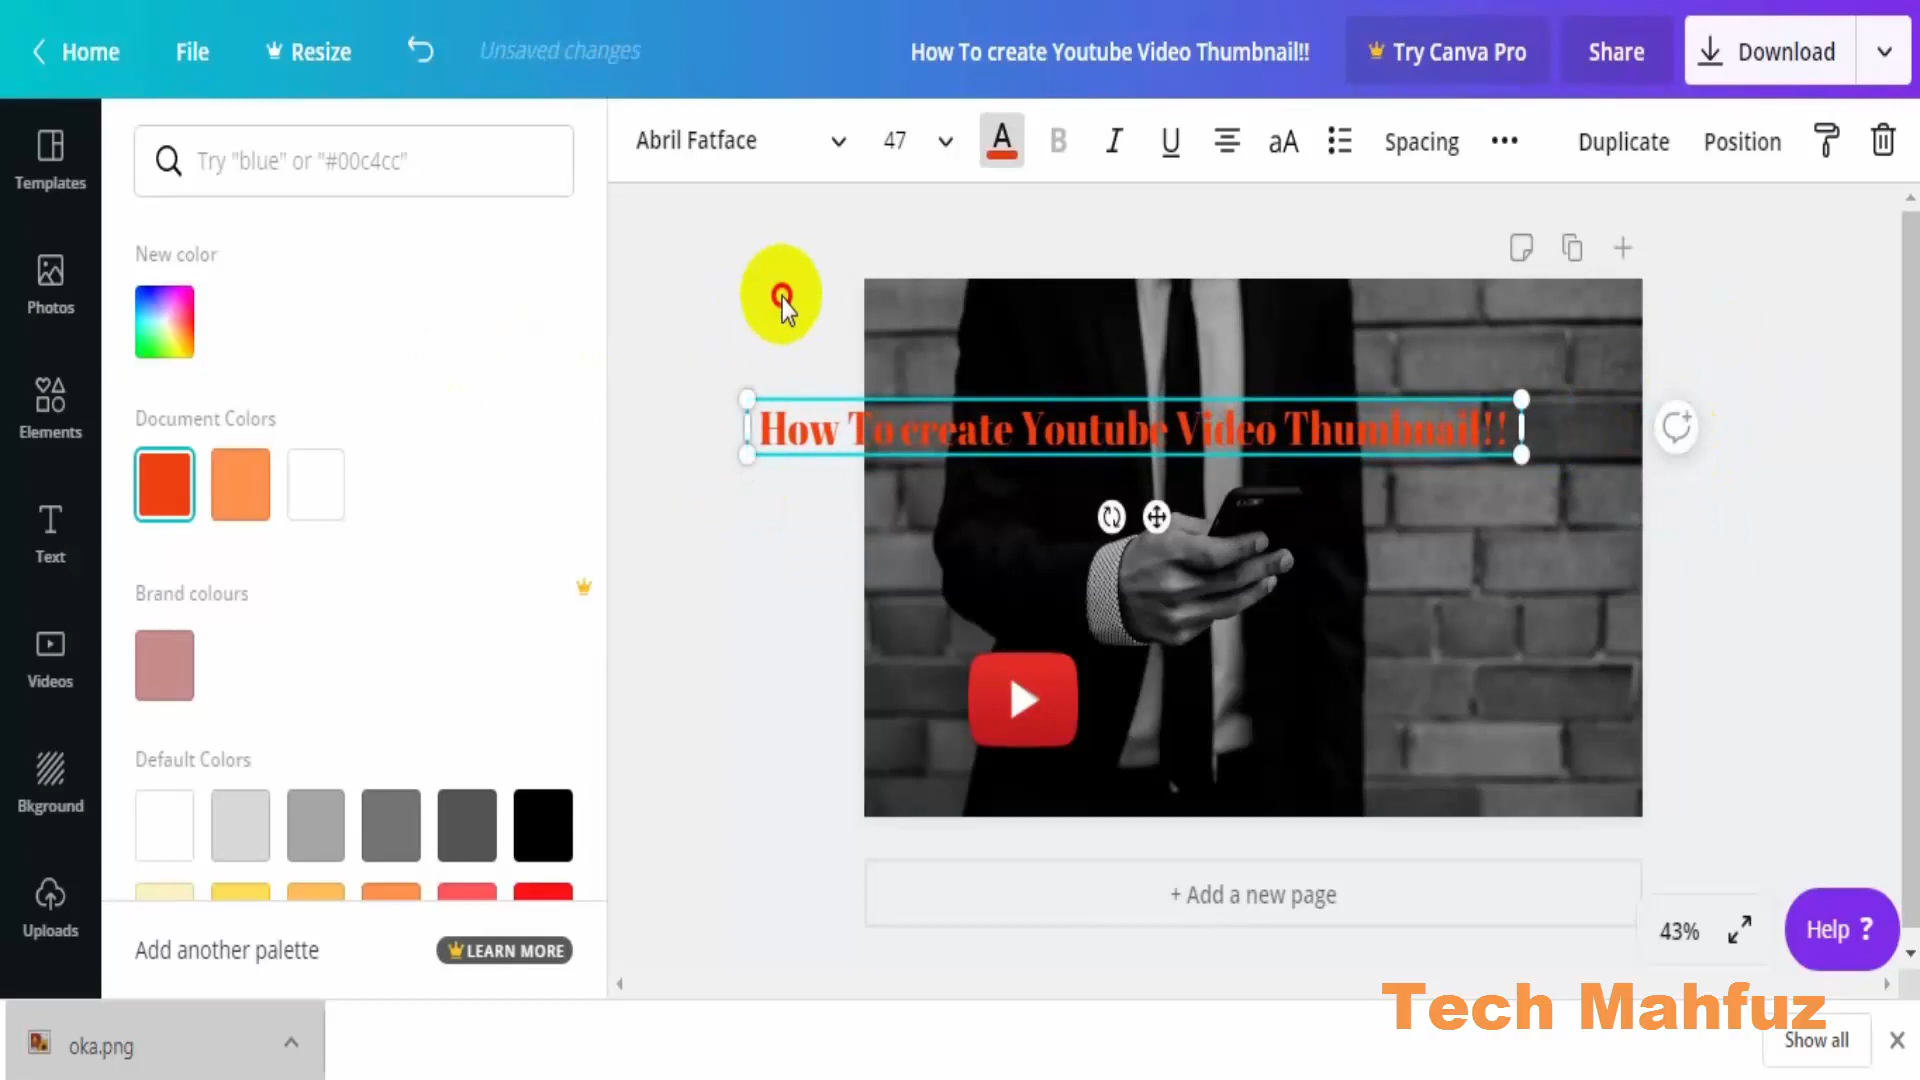 Home
File
Resize
Unsaved changes
How To create Youtube Video Thumbnail!!
Try Canva Pro
Share
Download
Templates
Photos
Elements
Text
Videos
Bkground
Uploads
Try "blue" or "#00c4cc"
New color
Document Colors
Brand colours
Default Colors
Add another palette
LEARN MORE
Abril Fatface
47
A
B
I
U
aA
Spacing
Duplicate
Position
How To create Youtube Video Thumbnail!!
+ Add a new page
43%
Help ?
Tech Mahfuz
oka.png
Show all